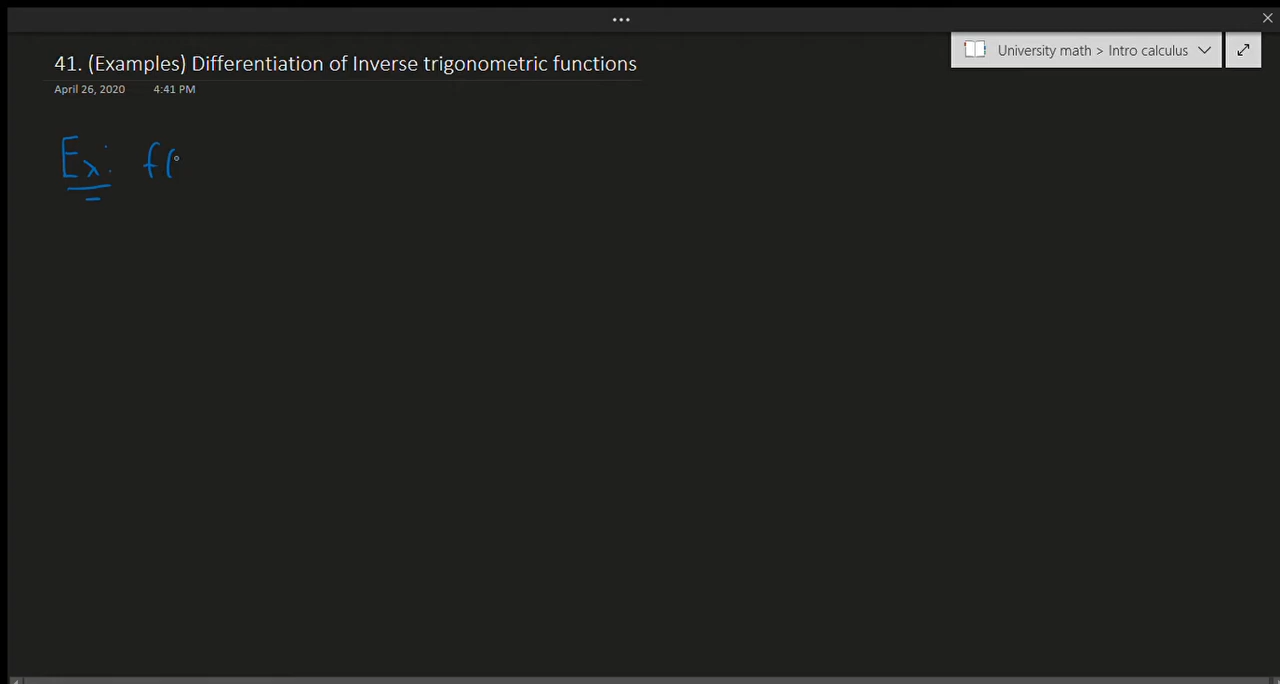 41. (Examples) Differentiation of Inverse trigonometric functions
April 26, 2020 4:41 PM
University math > Intro calculus
Ex: f(